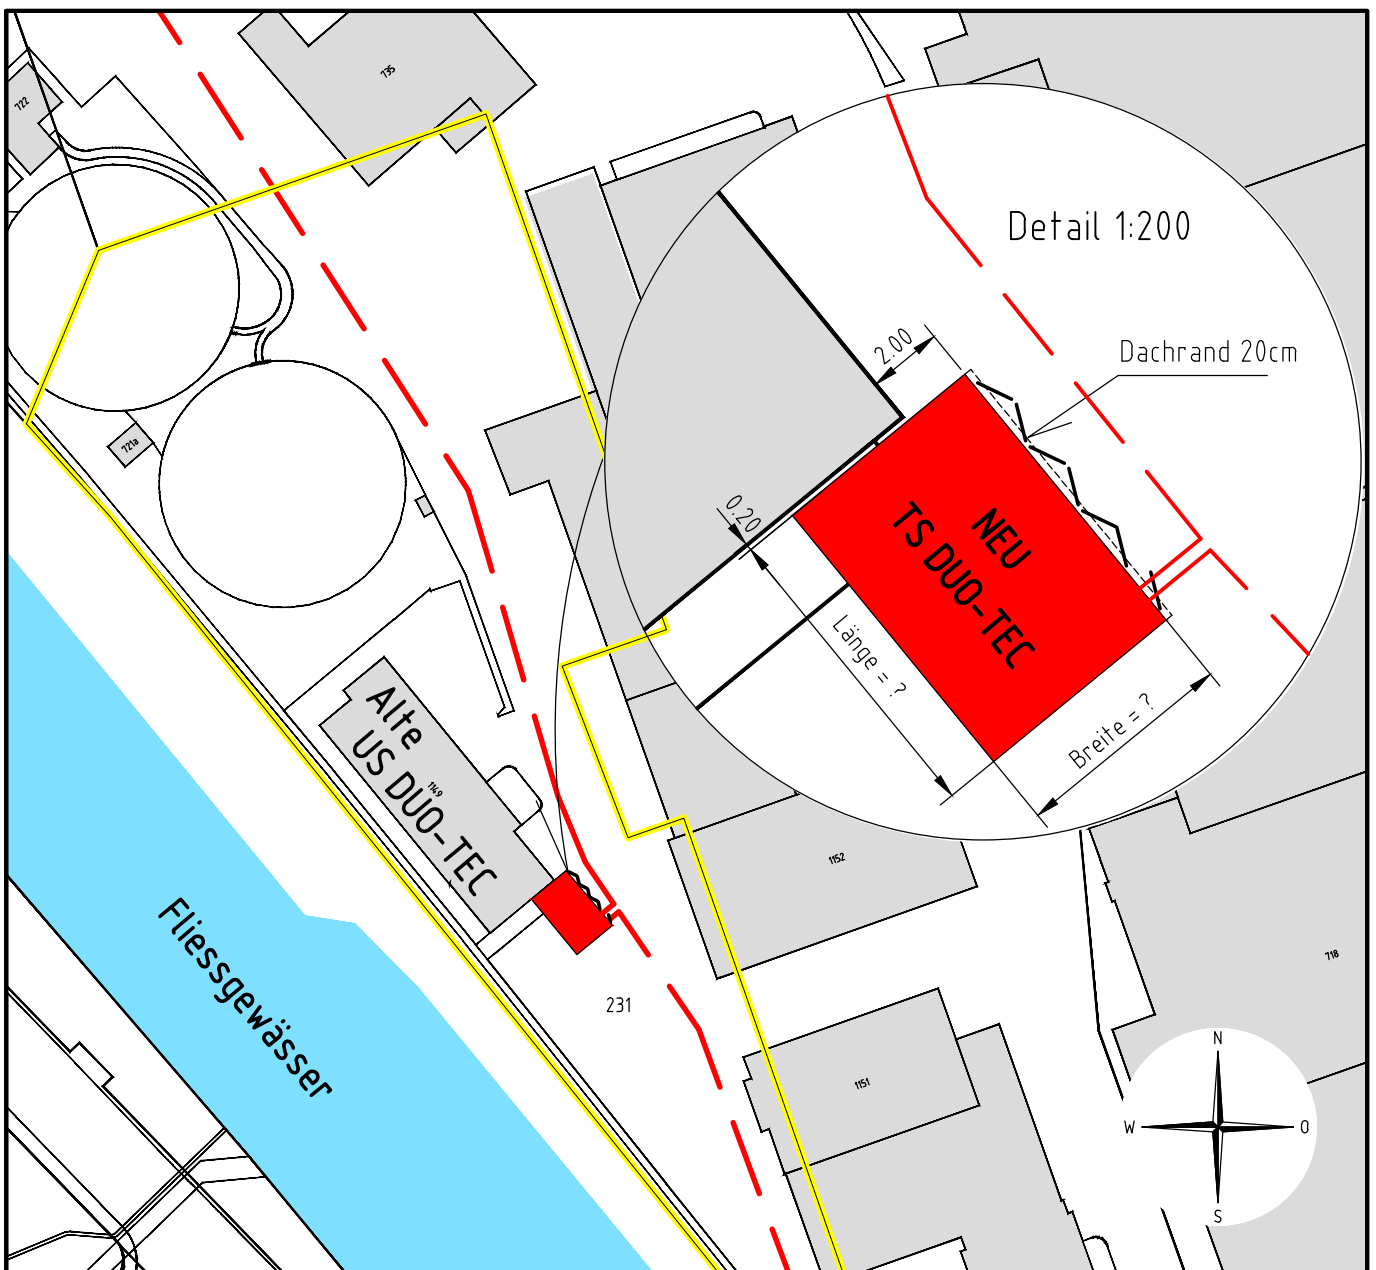 735
722
Detail 1:200
2.00
Dachrand 20cm
721a
0.20
NEU
TS DUO-TEC
Länge = ?
Breite = ?
Alte
US DUO-TEC
1149
1152
Fliessgewässer
231
718
1151
N
W
O
S